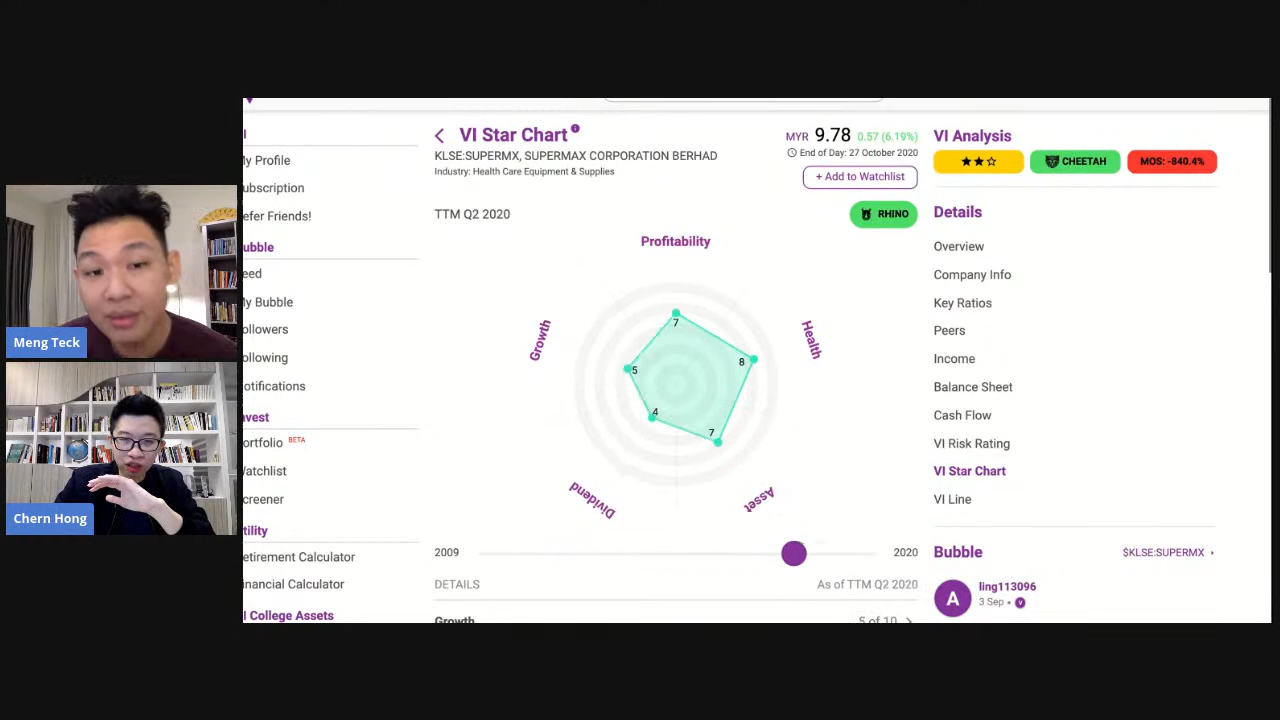 Meng Teck
Chern Hong
My Profile
ubscription
efer Friends!
ubble
eed
My Bubble
ollowers
ollowing
otifications
nvest
ortfolio BETA
Watchlist
creener
tility
etirement Calculator
inancial Calculator
I College Assets
VI Star Chart
KLSE:SUPERMX, SUPERMAX CORPORATION BERHAD
Industry: Health Care Equipment & Supplies
MYR 9.78 0.57 (6.19%)
End of Day: 27 October 2020
+ Add to Watchlist
TTM Q2 2020
RHINO
Profitability
Growth
Health
7
8
5
4
7
Dividend
Asset
2009
2020
DETAILS
As of TTM Q2 2020
Growth
5 of 10
VI Analysis
CHEETAH
MOS: -840.4%
Details
Overview
Company Info
Key Ratios
Peers
Income
Balance Sheet
Cash Flow
VI Risk Rating
VI Star Chart
VI Line
Bubble
$KLSE:SUPERMX
A
ling113096
3 Sep